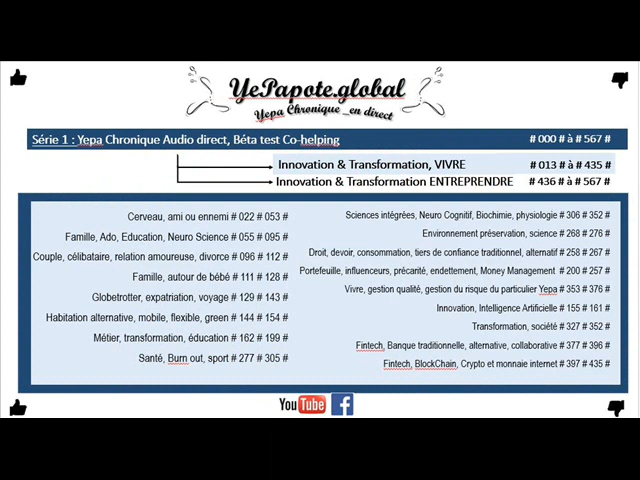 YePapote.global
Yepa Chronique _en direct
Série 1 : Yepa Chronique Audio direct, Béta test Co-helping # 000 # à # 567 #
Innovation & Transformation, VIVRE # 013 # à # 435 #
Innovation & Transformation ENTREPRENDRE # 436 # à # 567 #
Cerveau, ami ou ennemi # 022 # 053 #
Famille, Ado, Education, Neuro Science # 055 # 095 #
Couple, célibataire, relation amoureuse, divorce # 096 # 112 #
Famille, autour de bébé # 111 # 128 #
Globetrotter, expatriation, voyage # 129 # 143 #
Habitation alternative, mobile, flexible, green # 144 # 154 #
Métier, transformation, éducation # 162 # 199 #
Santé, Burn out, sport # 277 # 305 #
Sciences intégrées, Neuro Cognitif, Biochimie, physiologie # 306 # 352 #
Environnement préservation, science # 268 # 276 #
Droit, devoir, consommation, tiers de confiance traditionnel, alternatif # 258 # 267 #
Portefeuille, influenceurs, précarité, endettement, Money Management # 200 # 257 #
Vivre, gestion qualité, gestion du risque du particulier Yepa # 353 # 376 #
Innovation, Intelligence Artificielle # 155 # 161 #
Transformation, société # 327 # 352 #
Fintech, Banque traditionnelle, alternative, collaborative # 377 # 396 #
Fintech, BlockChain, Crypto et monnaie internet # 397 # 435 #
YouTube f